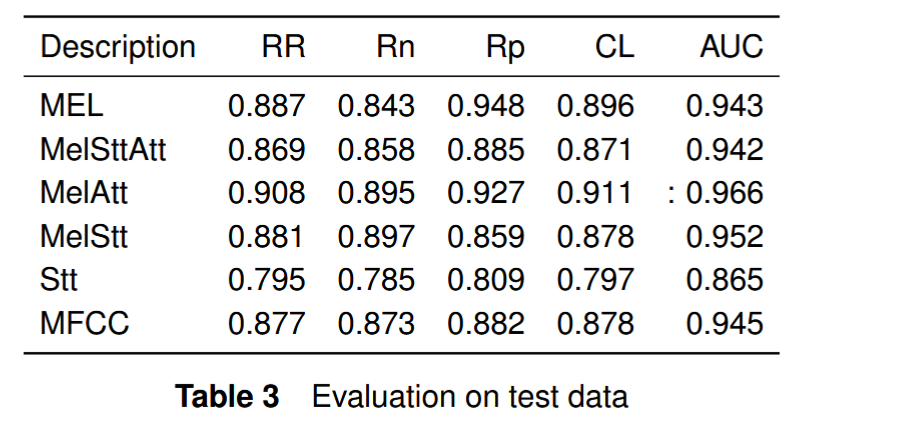 Description RR Rn Rp CL AUC
MEL 0.887 0.843 0.948 0.896 0.943
MelSttAtt 0.869 0.858 0.885 0.871 0.942
MelAtt 0.908 0.895 0.927 0.911 : 0.966
MelStt 0.881 0.897 0.859 0.878 0.952
Stt 0.795 0.785 0.809 0.797 0.865
MFCC 0.877 0.873 0.882 0.878 0.945
Table 3 Evaluation on test data